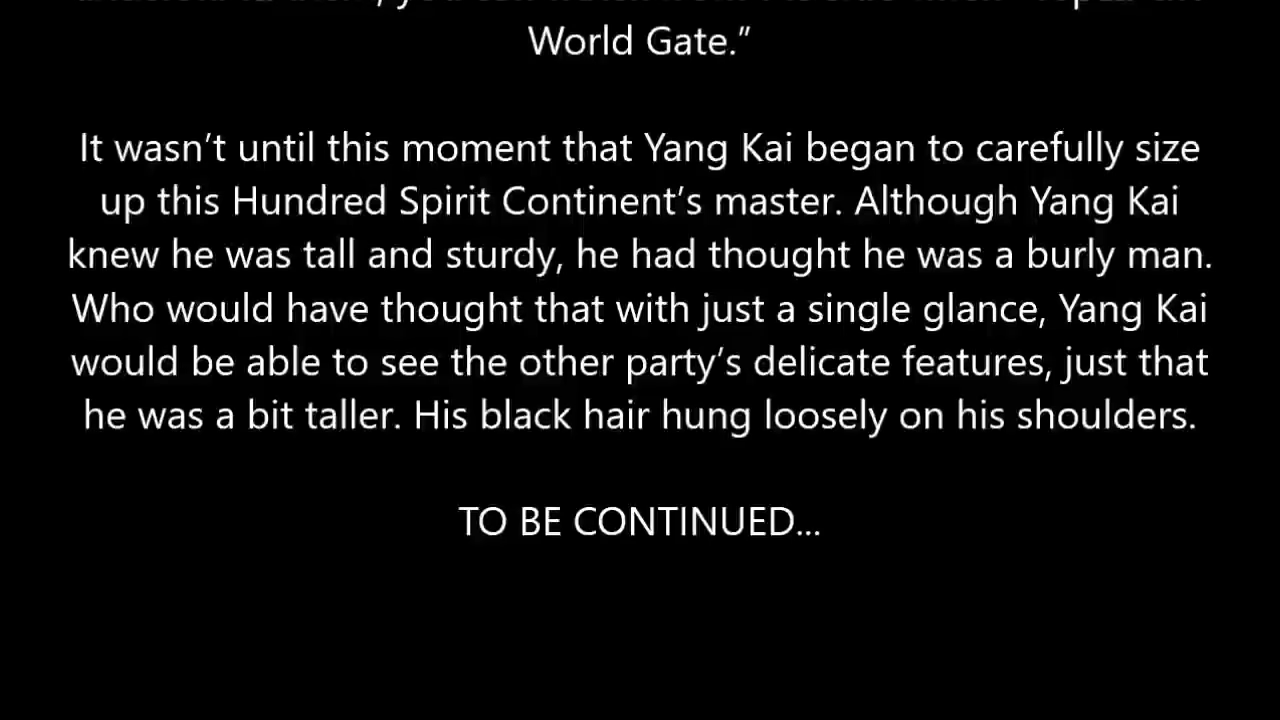 World Gate.”
It wasn’t until this moment that Yang Kai began to carefully size
up this Hundred Spirit Continent’s master. Although Yang Kai
knew he was tall and sturdy, he had thought he was a burly man.
Who would have thought that with just a single glance, Yang Kai
would be able to see the other party’s delicate features, just that
he was a bit taller. His black hair hung loosely on his shoulders.
TO BE CONTINUED...